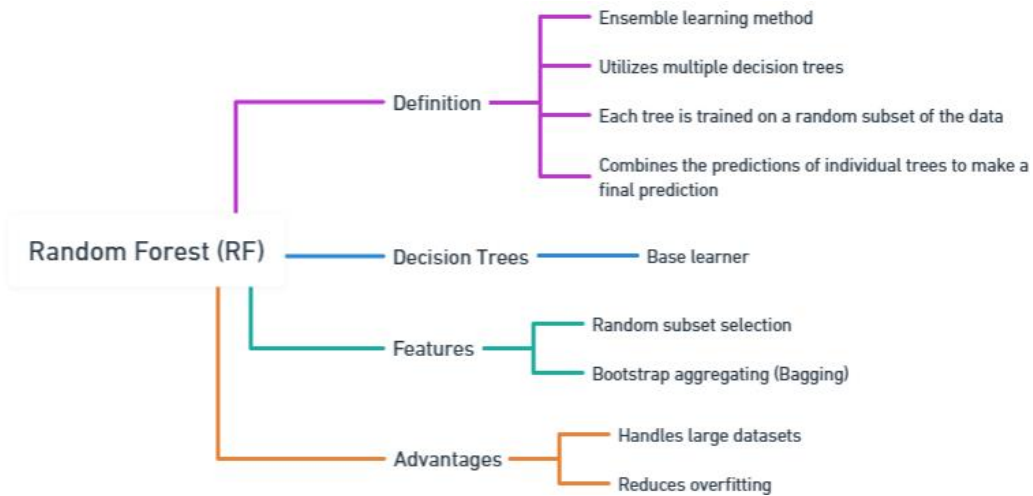 Random Forest (RF)
Definition
Ensemble learning method
Utilizes multiple decision trees
Each tree is trained on a random subset of the data
Combines the predictions of individual trees to make a
final prediction
Decision Trees
Base learner
Features
Random subset selection
Bootstrap aggregating (Bagging)
Advantages
Handles large datasets
Reduces overfitting